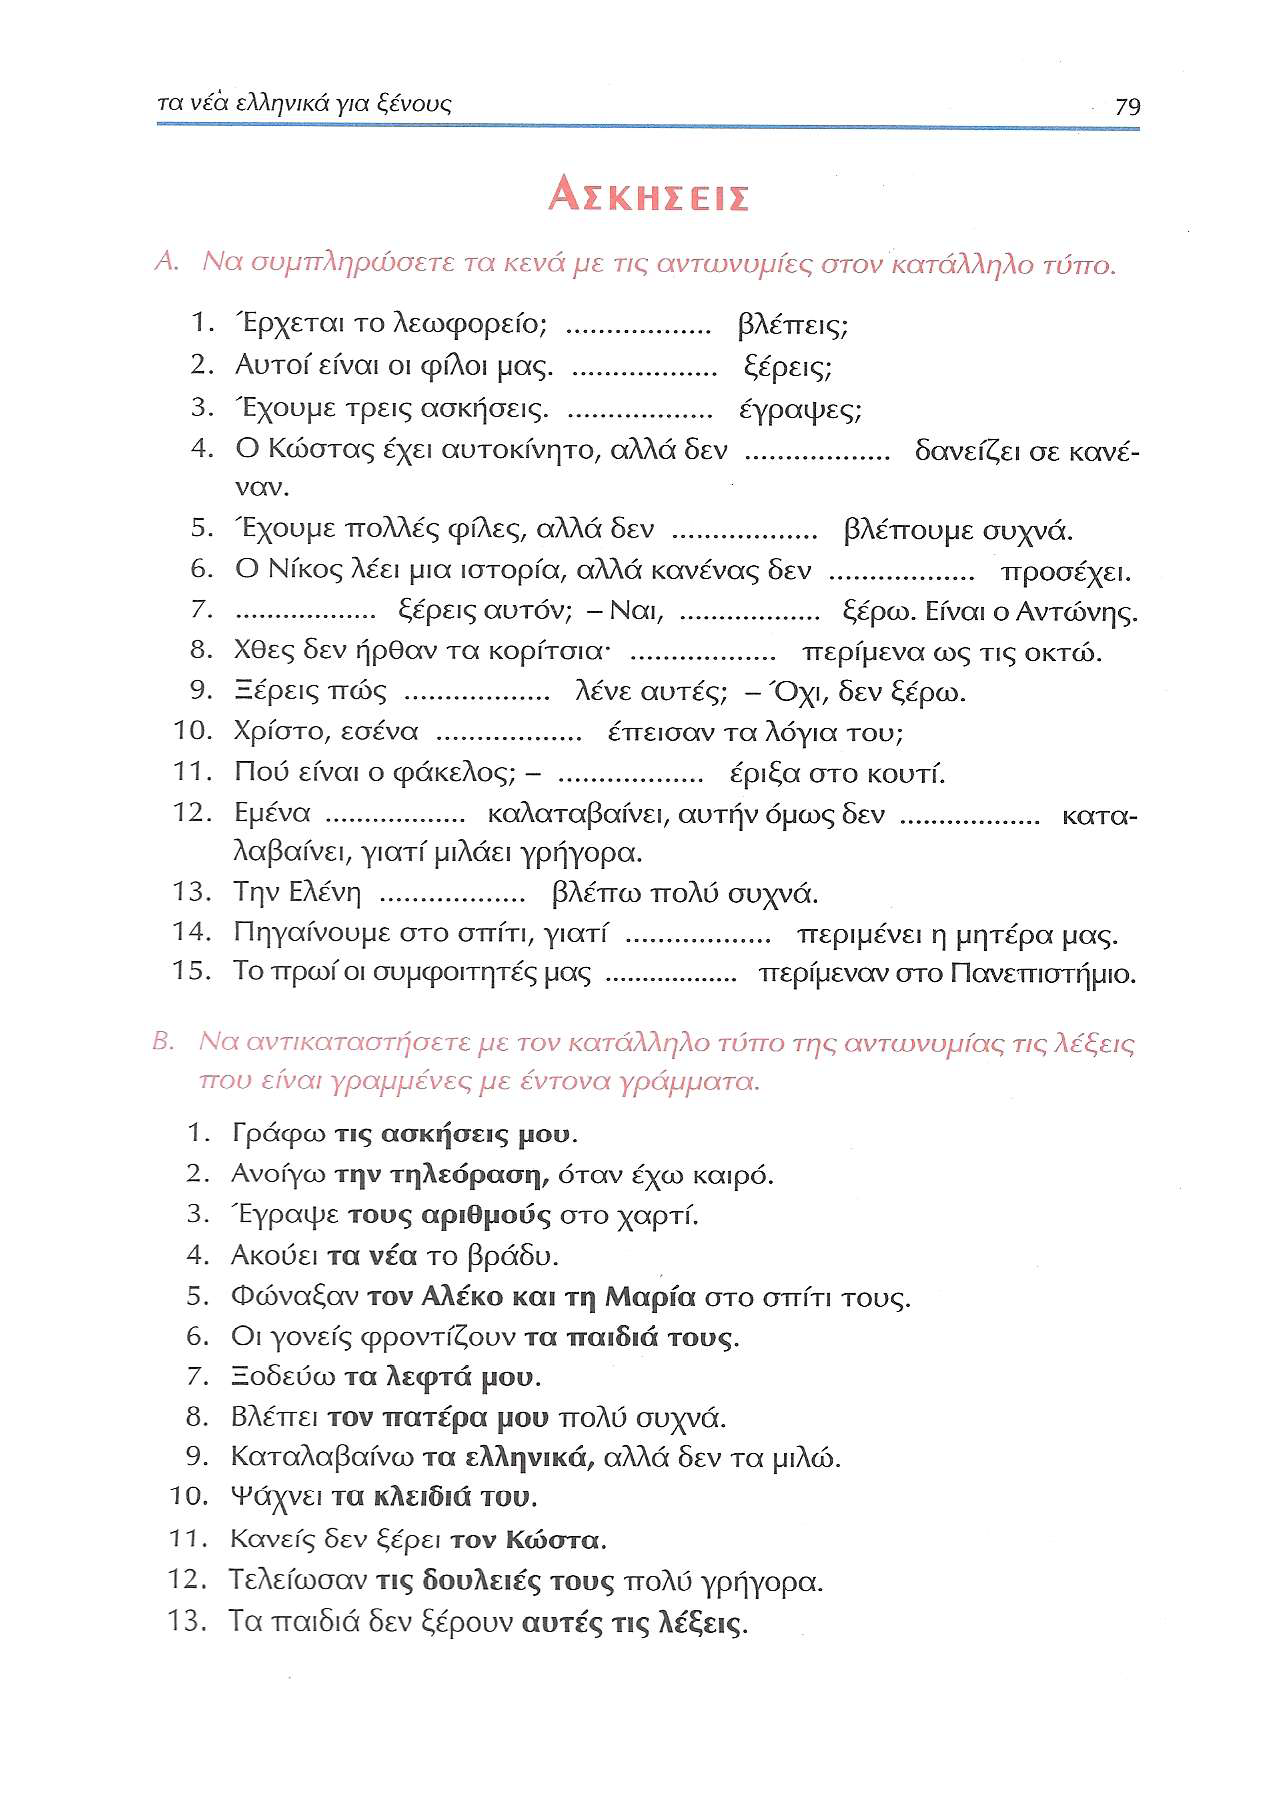 τα νέα ελληνικά για ξένους 79
ΑΣΚΗΣΕΙΣ
Α. Να συμπληρώσετε τα κενά με τις αντωνυμίες στον κατάλληλο τύπο.
1. Έρχεται το λεωφορείο; .................. βλέπεις;
2. Αυτοί είναι οι φίλοι μας. .................. ξέρεις;
3. Έχουμε τρεις ασκήσεις. .................. έγραψες;
4. Ο Κώστας έχει αυτοκίνητο, αλλά δεν .................. δανείζει σε κανέ-
ναν.
5. Έχουμε πολλές φίλες, αλλά δεν .................. βλέπουμε συχνά.
6. Ο Νίκος λέει μια ιστορία, αλλά κανένας δεν .................. προσέχει.
7. .................. ξέρεις αυτόν; – Ναι, .................. ξέρω. Είναι ο Αντώνης.
8. Χθες δεν ήρθαν τα κορίτσια· .................. περίμενα ως τις οκτώ.
9. Ξέρεις πώς .................. λένε αυτές; – Όχι, δεν ξέρω.
10. Χρίστο, εσένα .................. έπεισαν τα λόγια του;
11. Πού είναι ο φάκελος; – .................. έριξα στο κουτί.
12. Εμένα .................. καλαταβαίνει, αυτήν όμως δεν .................. κατα-
λαβαίνει, γιατί μιλάει γρήγορα.
13. Την Ελένη .................. βλέπω πολύ συχνά.
14. Πηγαίνουμε στο σπίτι, γιατί .................. περιμένει η μητέρα μας.
15. Το πρωί οι συμφοιτητές μας .................. περίμεναν στο Πανεπιστήμιο.
Β. Να αντικαταστήσετε με τον κατάλληλο τύπο της αντωνυμίας τις λέξεις
που είναι γραμμένες με έντονα γράμματα.
1. Γράφω τις ασκήσεις μου.
2. Ανοίγω την τηλεόραση, όταν έχω καιρό.
3. Έγραψε τους αριθμούς στο χαρτί.
4. Ακούει τα νέα το βράδυ.
5. Φώναξαν τον Αλέκο και τη Μαρία στο σπίτι τους.
6. Οι γονείς φροντίζουν τα παιδιά τους.
7. Ξοδεύω τα λεφτά μου.
8. Βλέπει τον πατέρα μου πολύ συχνά.
9. Καταλαβαίνω τα ελληνικά, αλλά δεν τα μιλώ.
10. Ψάχνει τα κλειδιά του.
11. Κανείς δεν ξέρει τον Κώστα.
12. Τελείωσαν τις δουλειές τους πολύ γρήγορα.
13. Τα παιδιά δεν ξέρουν αυτές τις λέξεις.